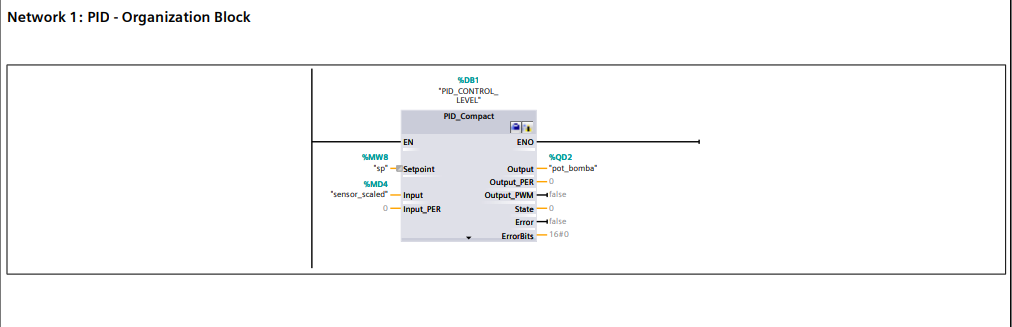 Network 1: PID - Organization Block
%DB1
"PID_CONTROL_
LEVEL"
PID_Compact
EN
ENO
%MW8
"sp"
Setpoint
%MD4
"sensor_scaled"
Input
0
Input_PER
%QD2
Output
"pot_bomba"
Output_PER
0
Output_PWM
false
State
0
Error
false
ErrorBits
16#0